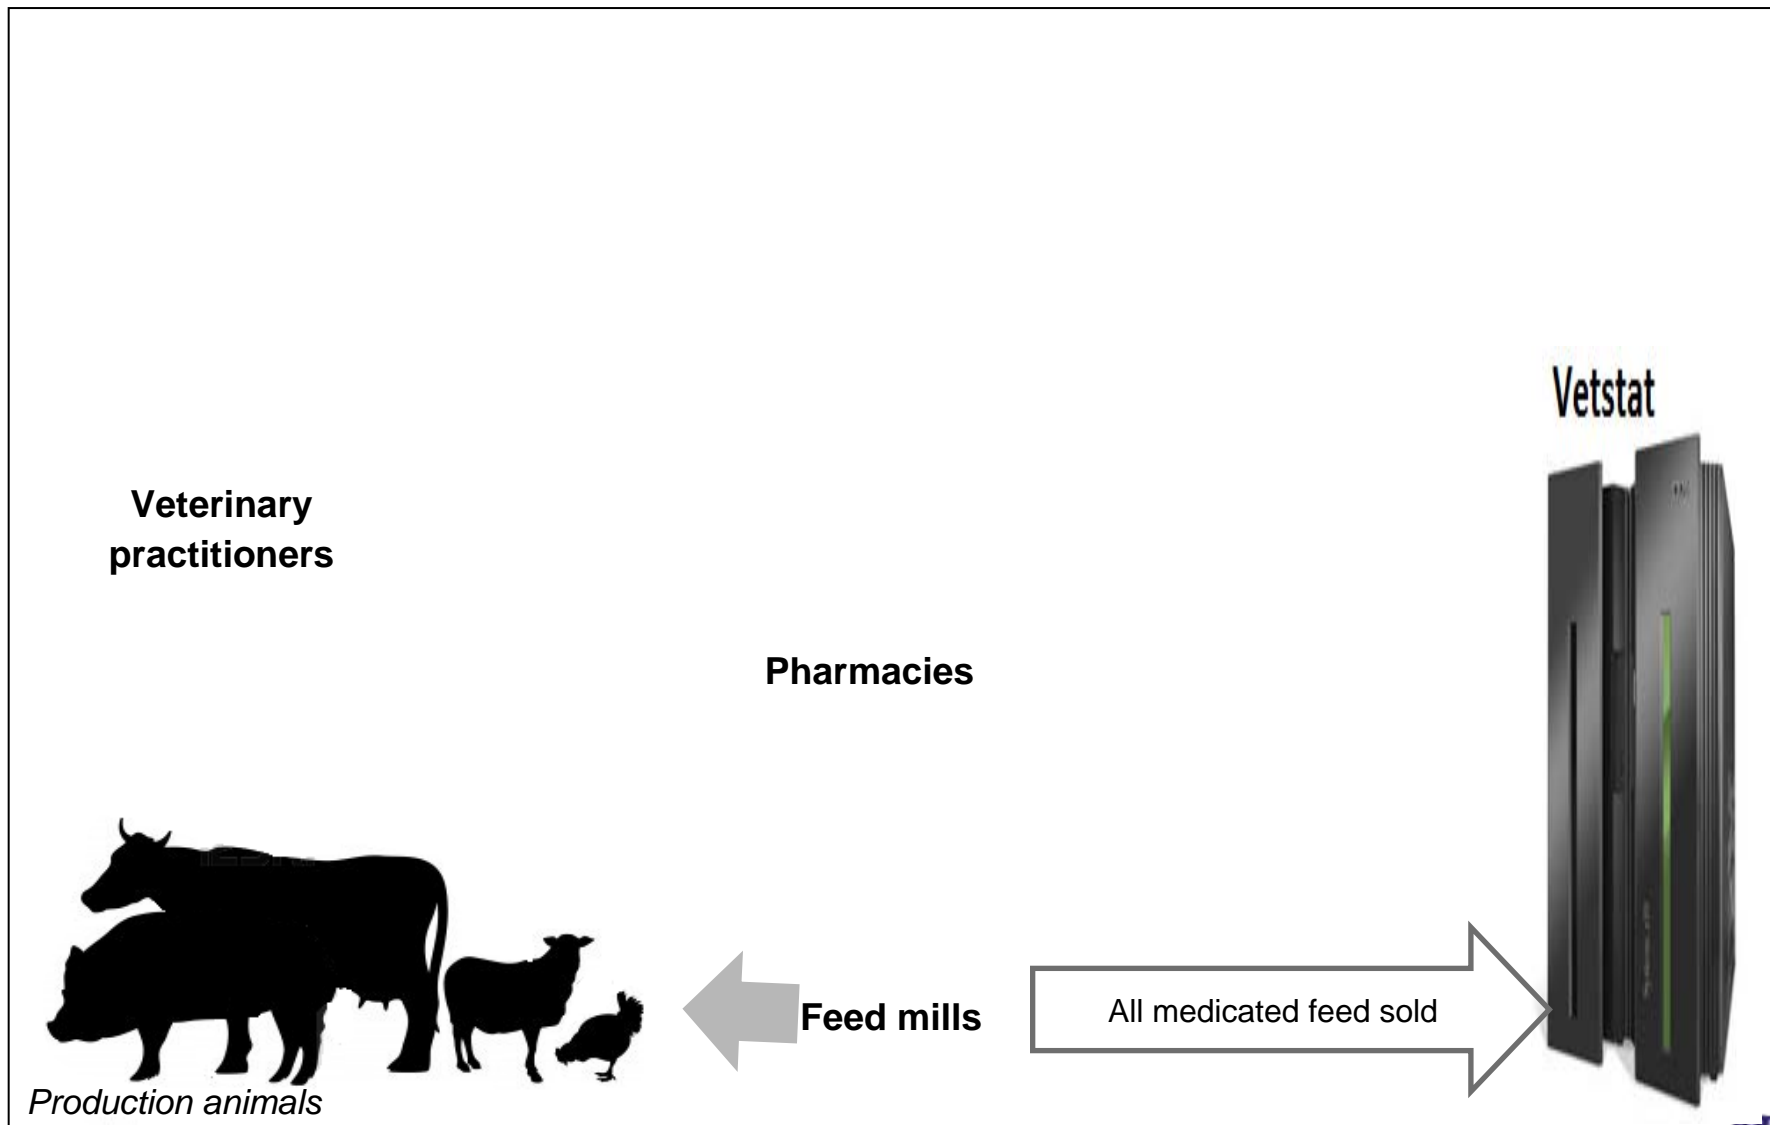 Vetstat
Veterinary
practitioners
Pharmacies
Feed mills
All medicated feed sold
Production animals